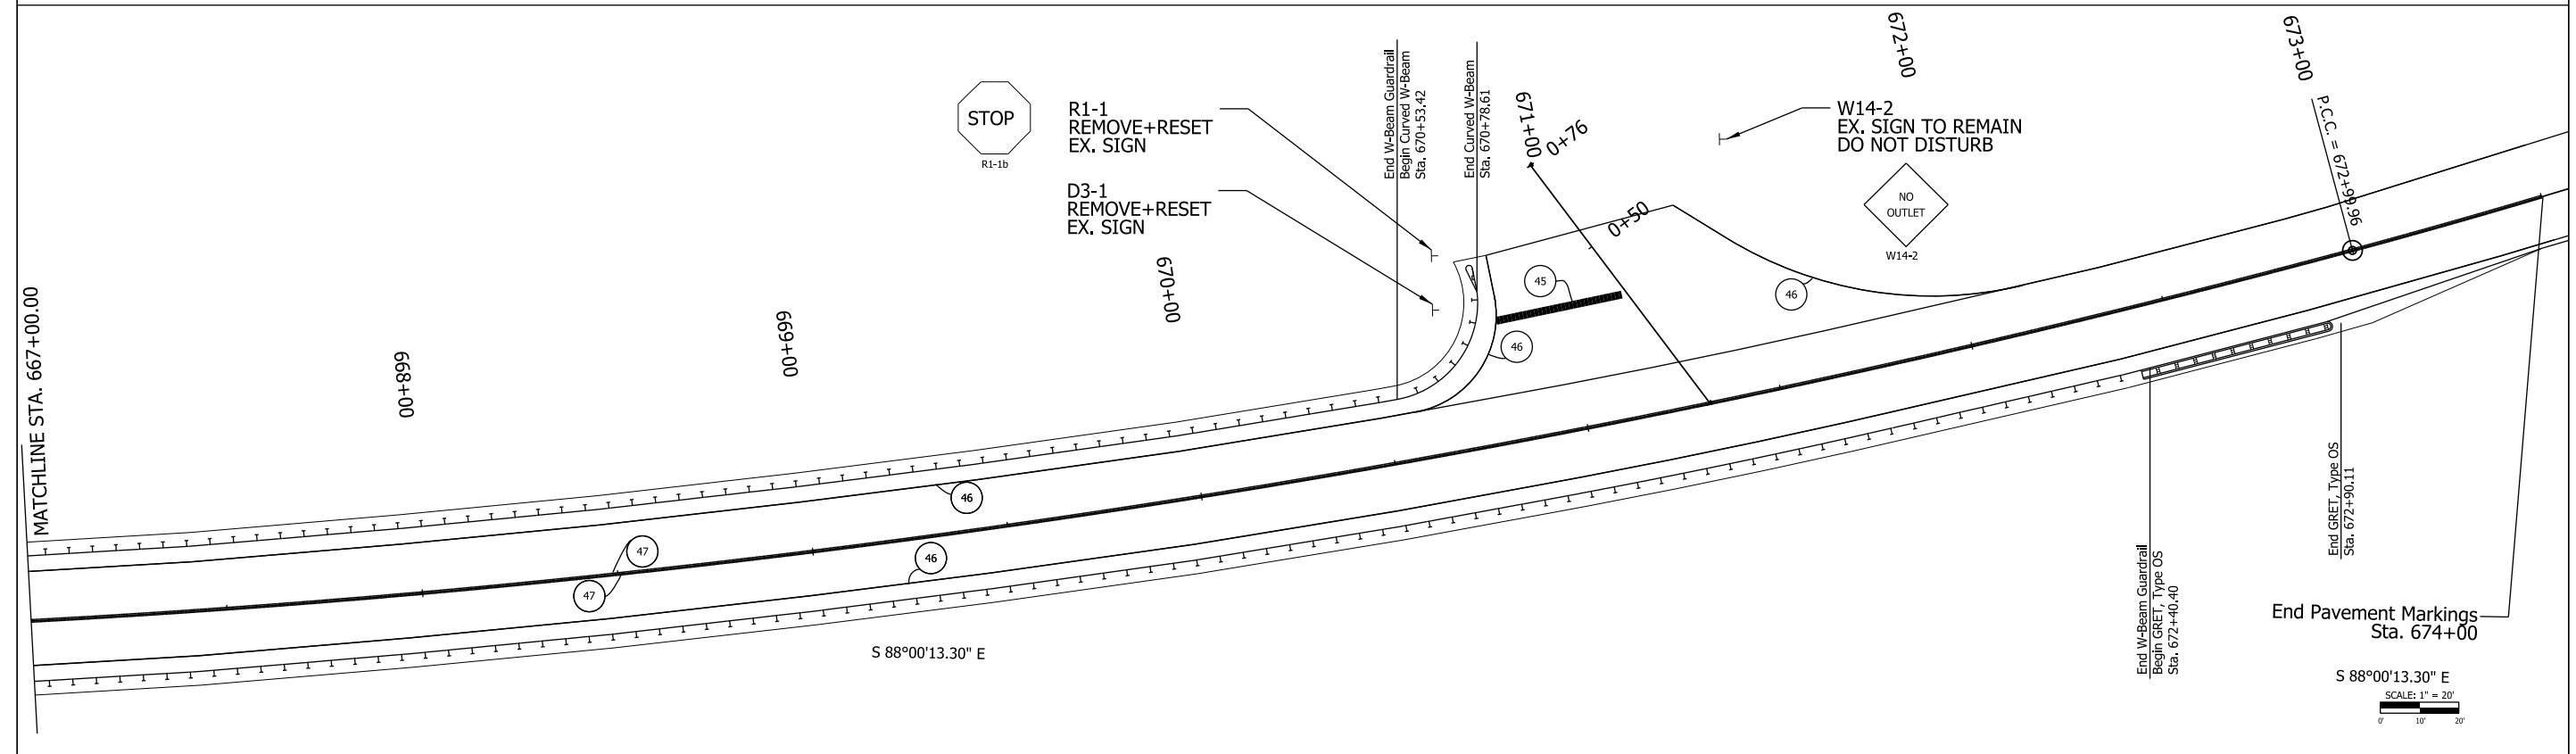 MATCHLINE STA. 667+00.00
668+00
669+00
670+00
STOP
R1-1b
R1-1
REMOVE+RESET
EX. SIGN
D3-1
REMOVE+RESET
EX. SIGN
End W-Beam Guardrail
Begin Curved W-Beam
Sta. 670+53.42
End Curved W-Beam
Sta. 670+78.61
671+00
0+76
0+50
W14-2
EX. SIGN TO REMAIN
DO NOT DISTURB
NO
OUTLET
W14-2
672+00
673+00
P.C.C. = 672+99.96
45
46
46
46
46
47
47
S 88°00'13.30" E
End W-Beam Guardrail
Begin GRET, Type OS
Sta. 672+40.40
End GRET, Type OS
Sta. 672+90.11
End Pavement Markings
Sta. 674+00
S 88°00'13.30" E
SCALE: 1" = 20'
0' 10' 20'